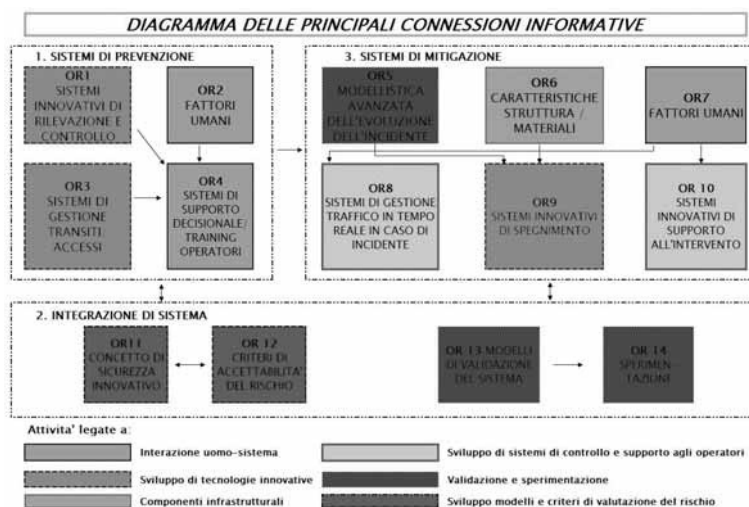 DIAGRAMMA DELLE PRINCIPALI CONNESSIONI INFORMATIVE
1. SISTEMI DI PREVENZIONE
OR1
SISTEMI
INNOVATIVI DI
RILEVAZIONE E
CONTROLLO
OR2
FATTORI
UMANI
OR3
SISTEMI DI
GESTIONE
TRANSITI
ACCESSI
OR4
SISTEMI DI
SUPPORTO
DECISIONALE/
TRAINING
OPERATORI
3. SISTEMI DI MITIGAZIONE
OR5
MODELLISTICA
AVANZATA
DELL'EVOLUZIONE
DELL'INCIDENTE
OR6
CARATTERISTICHE
STRUTTURA /
MATERIALI
OR7
FATTORI UMANI
OR8
SISTEMI DI GESTIONE
TRAFFICO IN TEMPO
REALE IN CASO DI
INCIDENTE
OR9
SISTEMI INNOVATIVI
DI SPEGNIMENTO
OR 10
SISTEMI
INNOVATIVI DI
SUPPORTO
ALL'INTERVENTO
2. INTEGRAZIONE DI SISTEMA
OR11
CONCETTO DI
SICUREZZA
INNOVATIVO
OR 12
CRITERI DI
ACCETTABILITA'
DEL RISCHIO
OR 13 MODELLI
DI VALIDAZIONE
DEL SISTEMA
OR 14
SPERIMEN-
TAZIONE
Attivita' legate a:
Interazione uomo-sistema
Sviluppo di tecnologie innovative
Componenti infrastrutturali
Sviluppo di sistemi di controllo e supporto agli operatori
Validazione e sperimentazione
Sviluppo modelli e criteri di valutazione del rischio